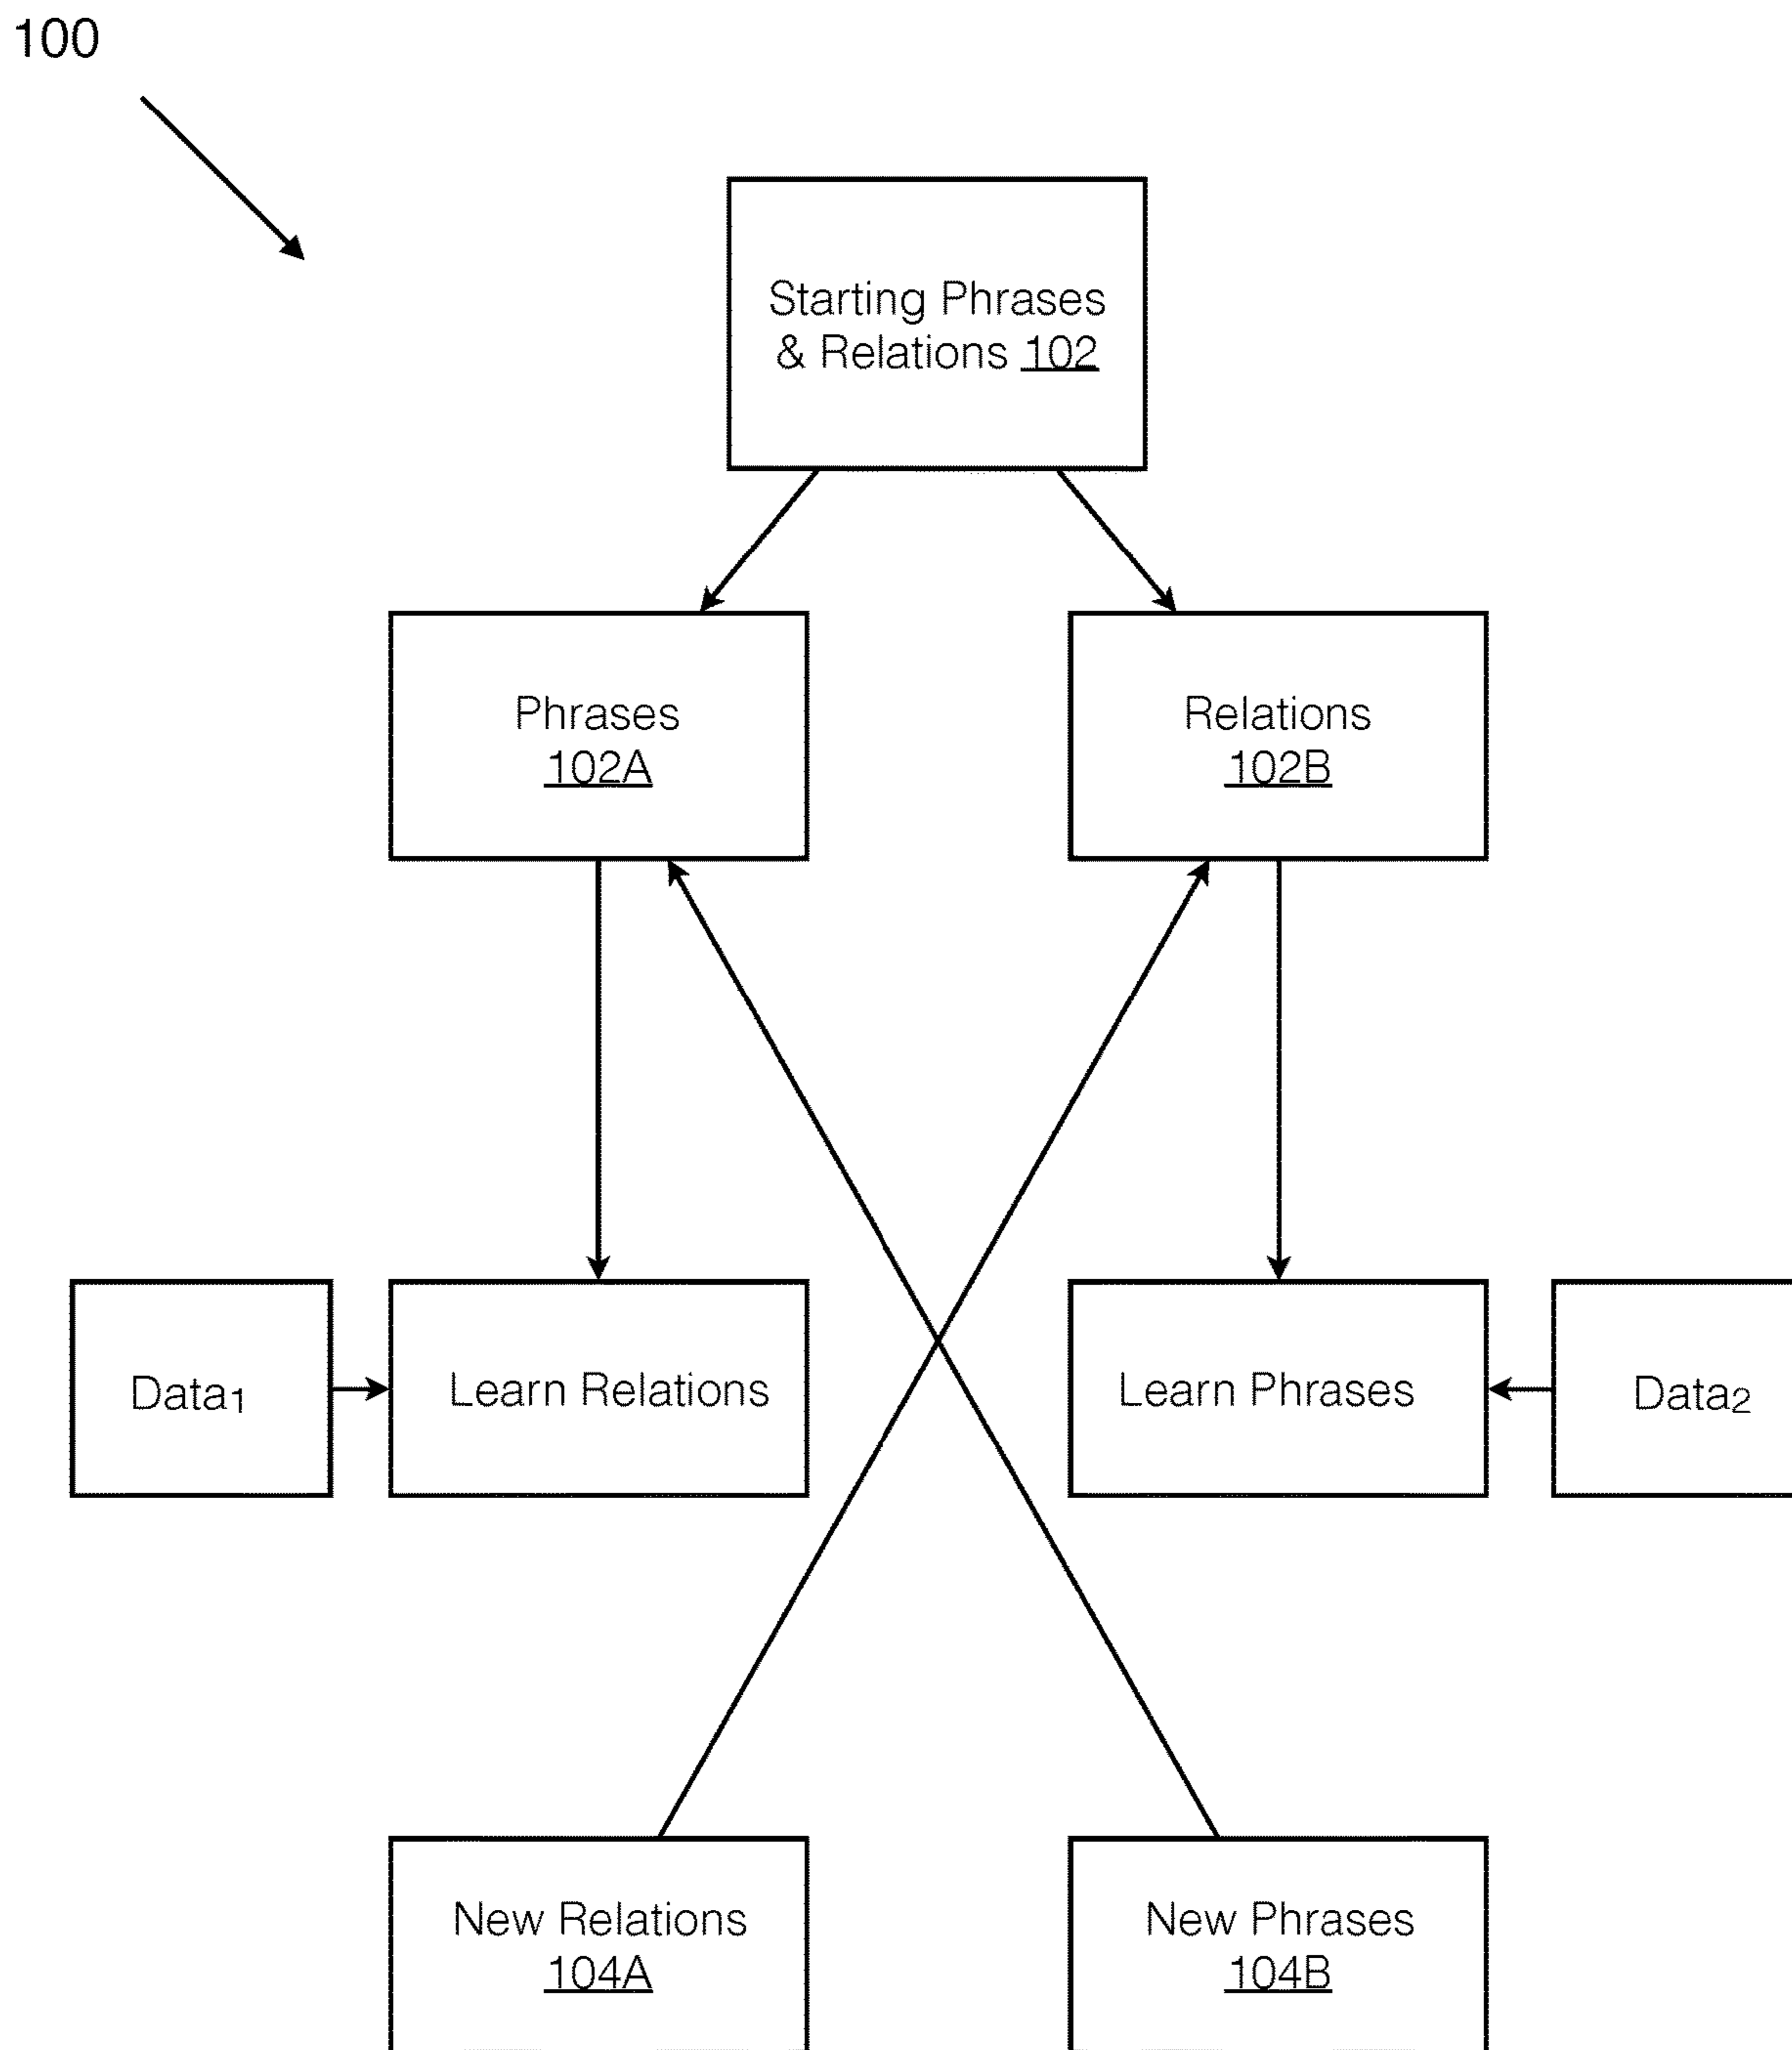 100
Starting Phrases
& Relations 102
Phrases
102A
Relations
102B
Data1
Learn Relations
Learn Phrases
Data2
New Relations
104A
New Phrases
104B